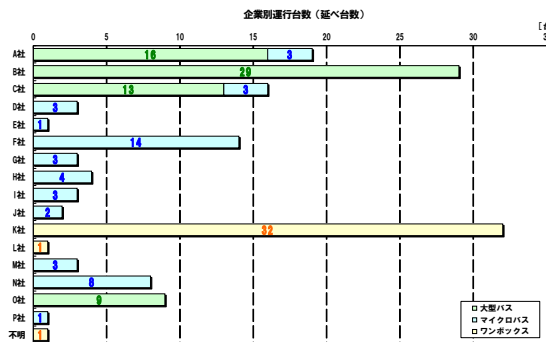 企業別運行台数（延べ台数）
0 5 10 15 20 25 30
A社 16 3
B社 29
C社 13 3
D社 3
E社 1
F社 14
G社 3
H社 4
I社 3
J社 2
K社 32
L社 1
M社 3
N社 8
O社 9
P社 1
不明 1
大型バス
マイクロバス
ワンボックス